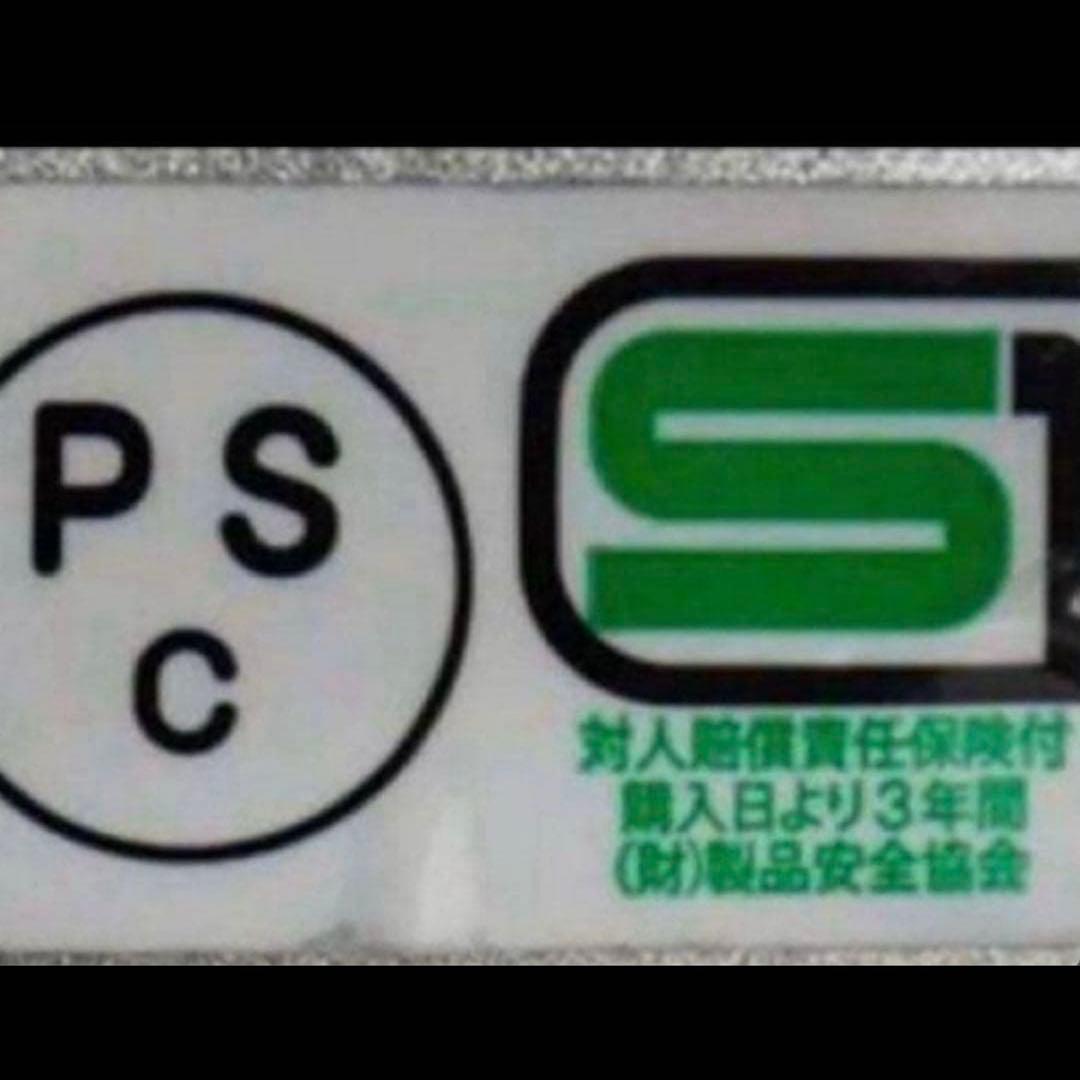 PS
C
S
対人賠償責任保険付
購入日より3年間
(財)製品安全協会